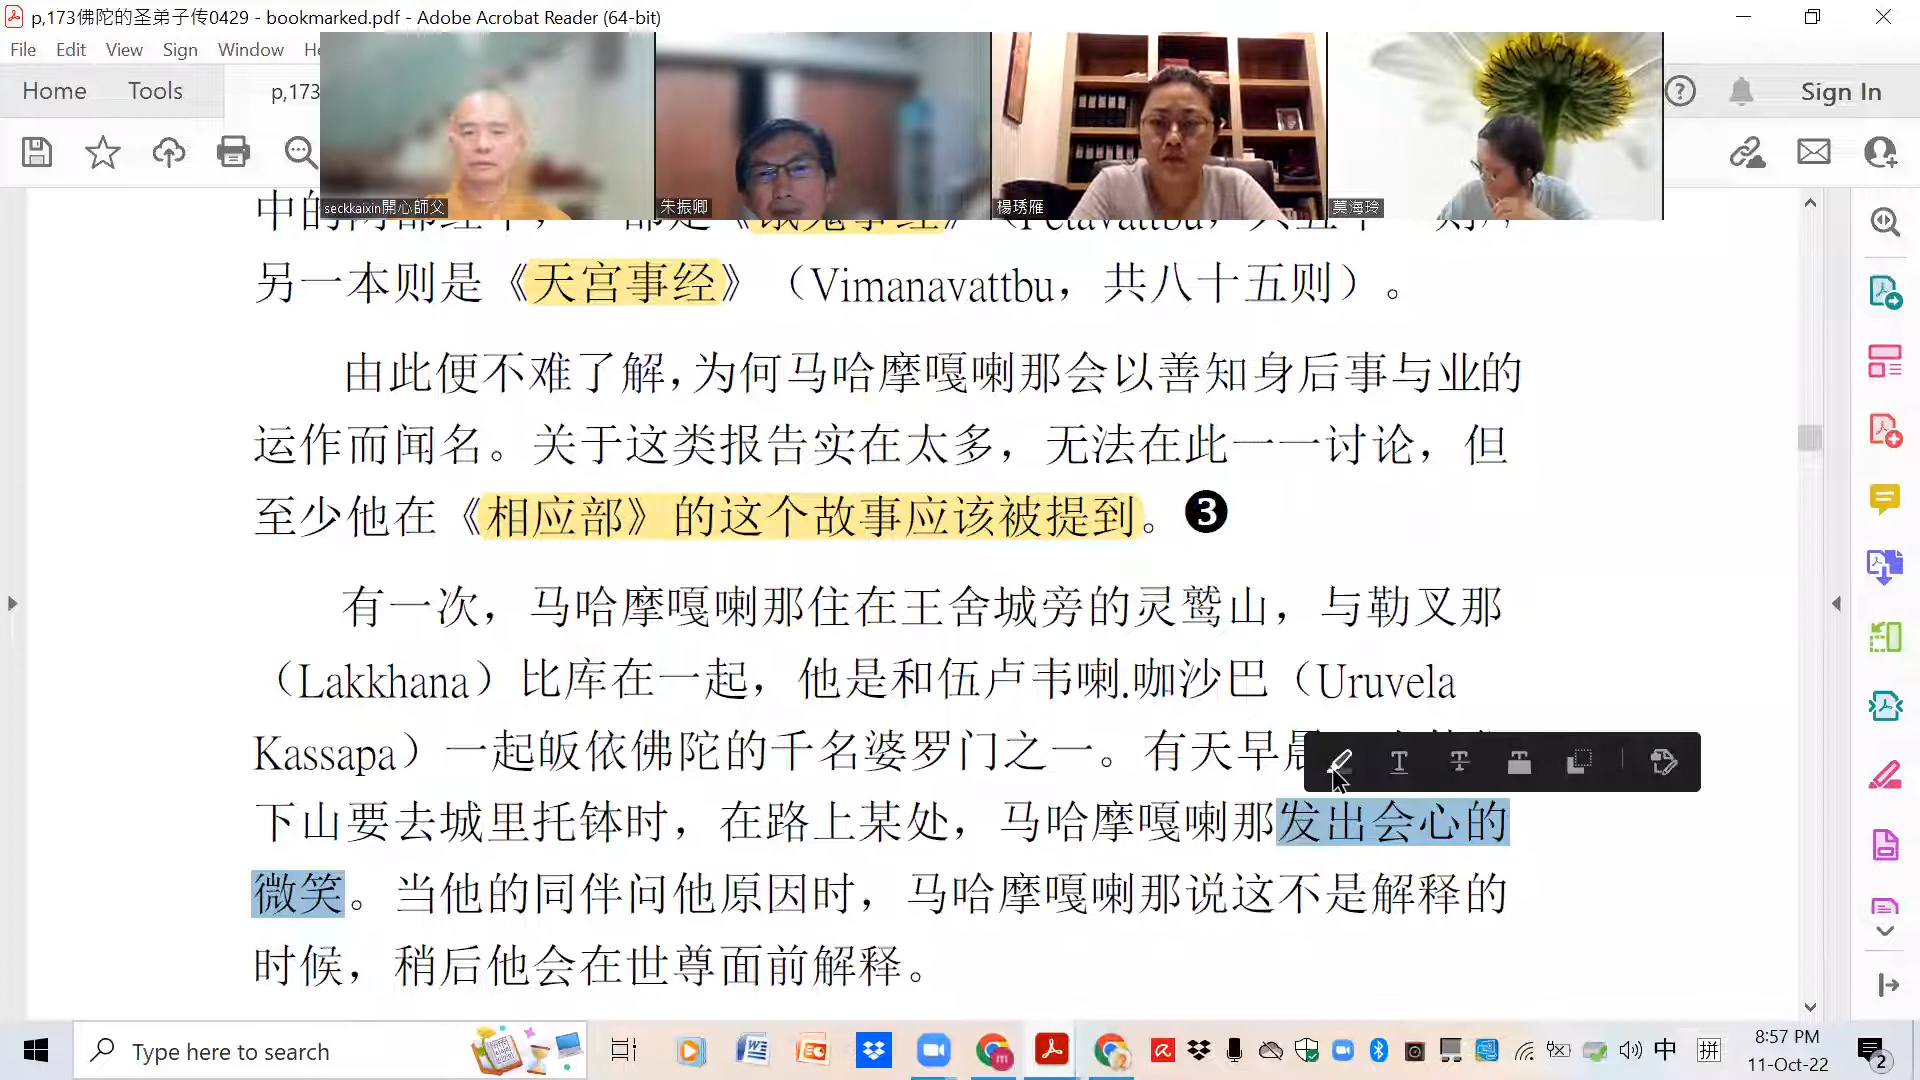 p,173佛陀的圣弟子传0429 - bookmarked.pdf - Adobe Acrobat Reader (64-bit)
File Edit View Sign Window
Home Tools p,173 Sign In
seckkaixin開心師父 朱振卿 楊琇雁 莫海玲
另一本则是《天宫事经》（Vimanavattbu，共八十五则）。
由此便不难了解，为何马哈摩嘎喇那会以善知身后事与业的
运作而闻名。关于这类报告实在太多，无法在此一一讨论，但
至少他在《相应部》的这个故事应该被提到。❸
有一次，马哈摩嘎喇那住在王舍城旁的灵鹫山，与勒叉那
（Lakkhana）比库在一起，他是和伍卢韦喇.咖沙巴（Uruvela
Kassapa）一起皈依佛陀的千名婆罗门之一。有天早晨
下山要去城里托钵时，在路上某处，马哈摩嘎喇那发出会心的
微笑。当他的同伴问他原因时，马哈摩嘎喇那说这不是解释的
时候，稍后他会在世尊面前解释。
Type here to search
中 拼
8:57 PM
11-Oct-22
2